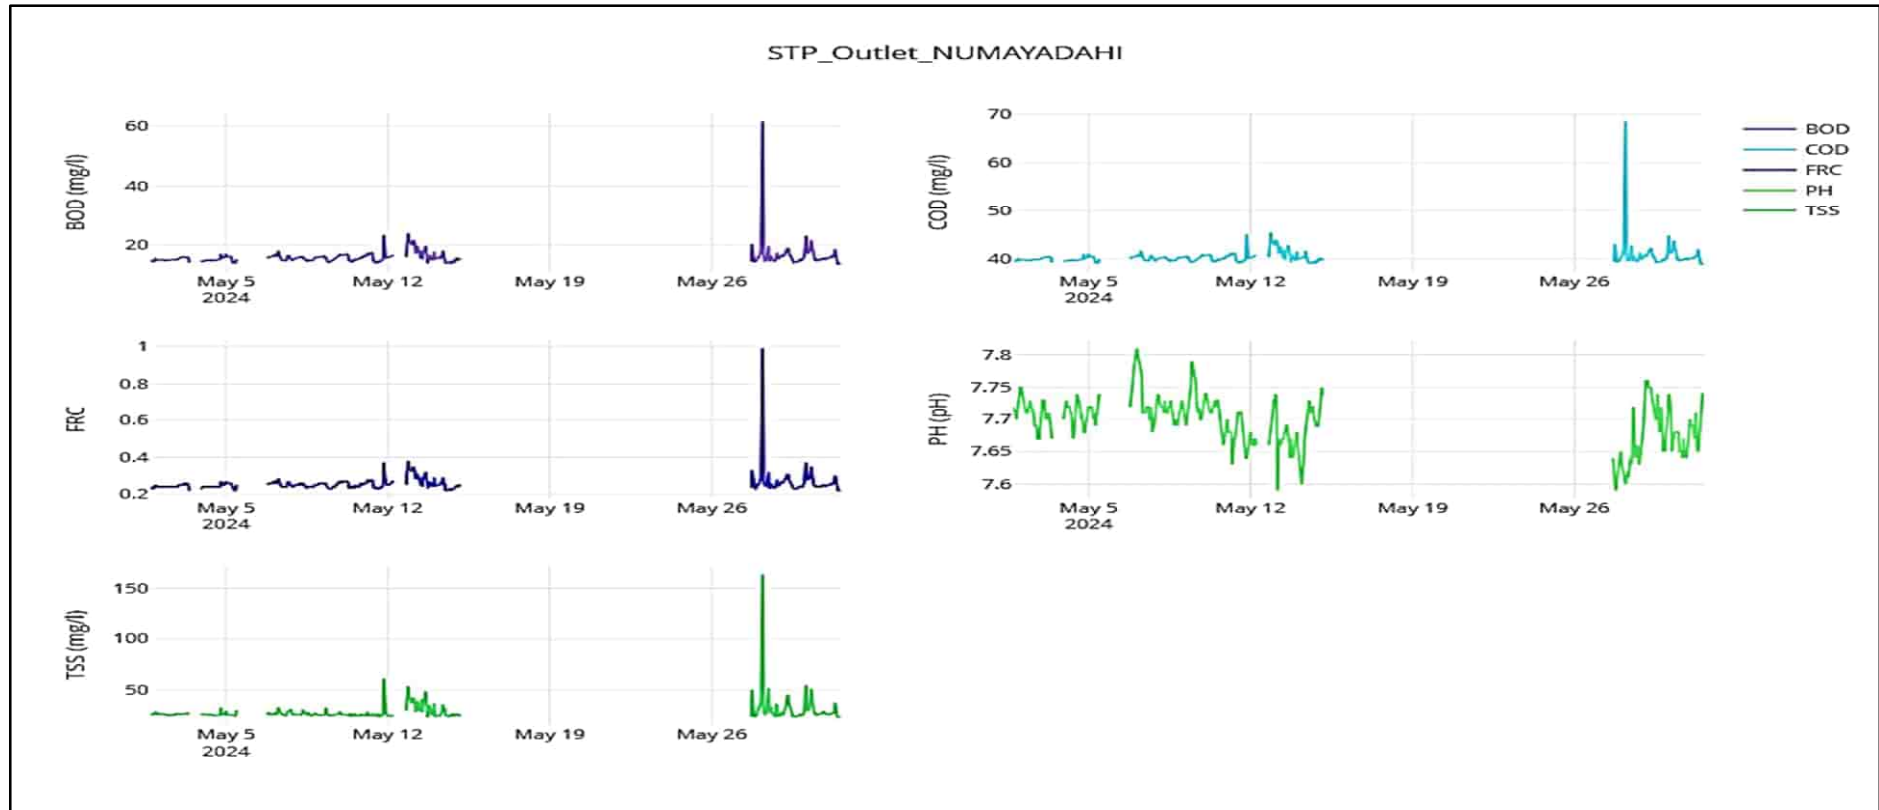 STP_Outlet_NUMAYADAHI
BOD (mg/l)
60
40
20
May 5
2024
May 12
May 19
May 26
COD (mg/l)
70
60
50
40
May 5
2024
May 12
May 19
May 26
BOD
COD
FRC
PH
TSS
FRC
1
0.8
0.6
0.4
0.2
May 5
2024
May 12
May 19
May 26
PH (pH)
7.8
7.75
7.7
7.65
7.6
May 5
2024
May 12
May 19
May 26
TSS (mg/l)
150
100
50
May 5
2024
May 12
May 19
May 26